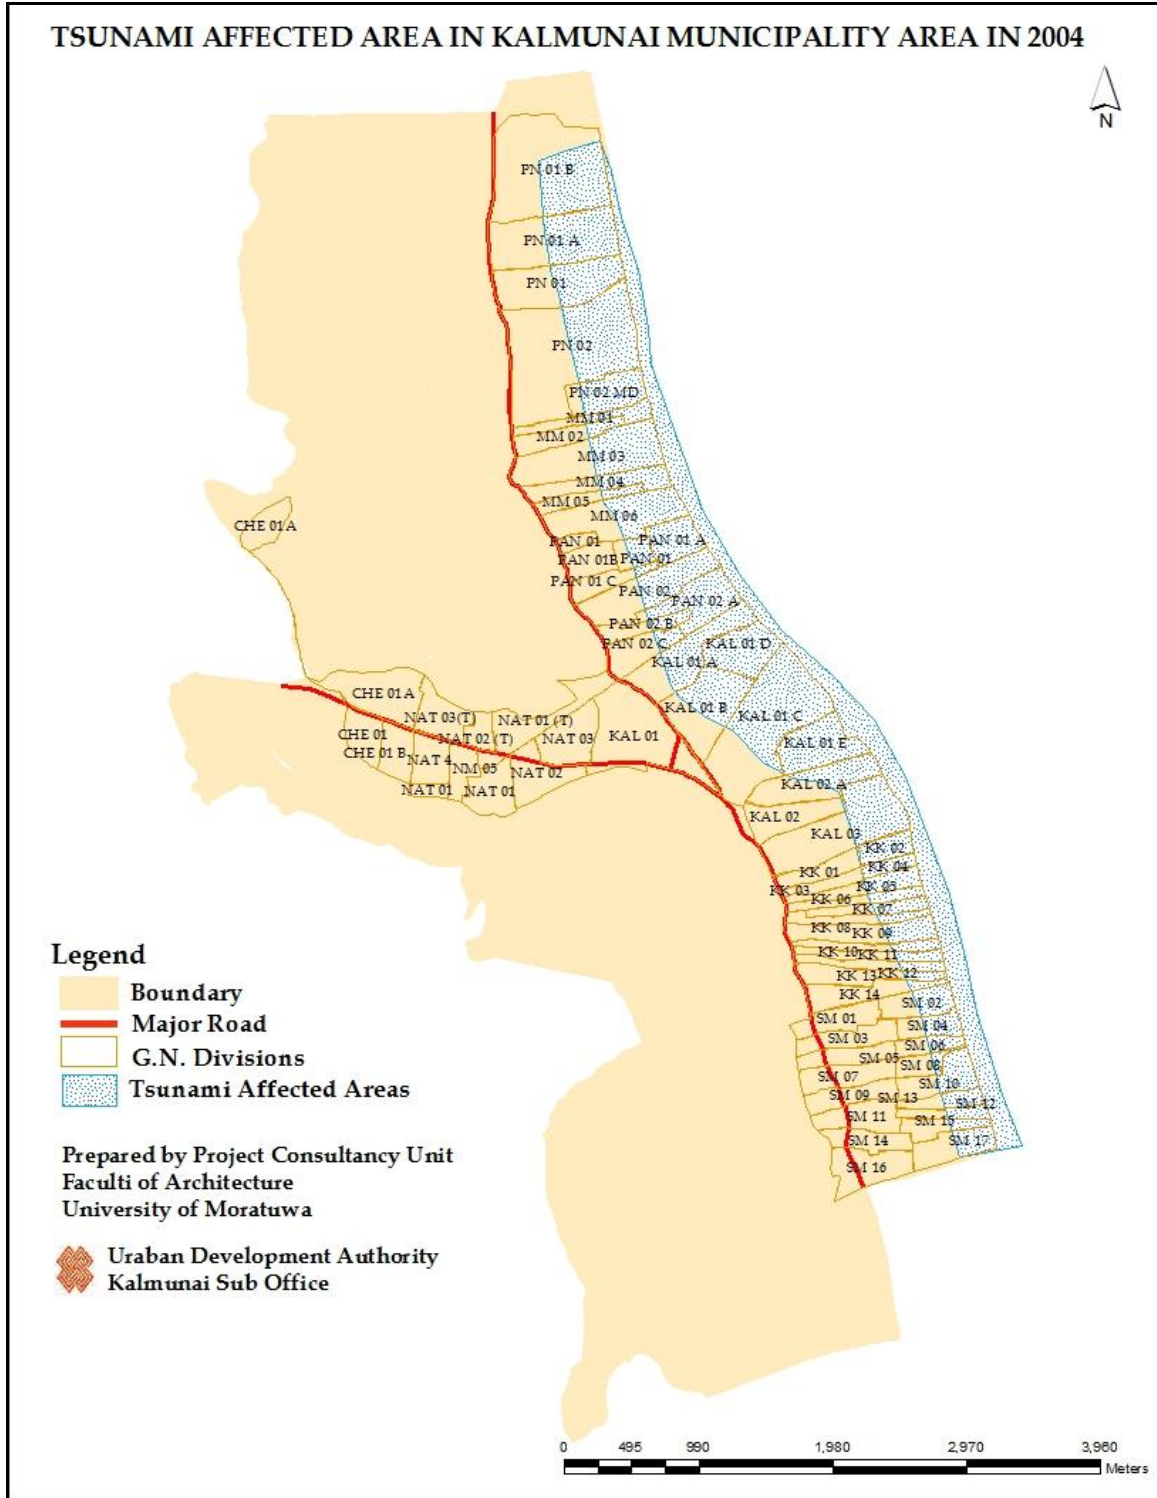 TSUNAMI AFFECTED AREA IN KALMUNAI MUNICIPALITY AREA IN 2004
N
PN 01 B
PN 01 A
PN 01
PN 02
PN 02 MD
MM 01
MM 02
MM 03
MM 04
MM 05
MM 06
CHE 01 A
PAN 01
PAN 01 A
PAN 01B
PAN 01
PAN 01 C
PAN 02
PAN 02 A
PAN 02 B
PAN 02 C
KAL 01 D
KAL 01 A
CHE 01 A
KAL 01 B
KAL 01 C
NAT 03(T)
NAT 01 (T)
CHE 01
NAT 02 (T)
NAT 03
KAL 01
KAL 01 E
CHE 01 B
NAT 4
NM 05
NAT 02
NAT 01
NAT 01
KAL 02 A
KAL 02
KAL 03
KK 02
KK 04
KK 01
KK 05
KK 03
KK 06
KK 07
KK 08
KK 09
KK 10
KK 11
KK 13
KK 12
KK 14
SM 02
SM 01
SM 04
SM 03
SM 06
SM 05
SM 08
SM 07
SM 10
SM 09
SM 13
SM 12
SM 11
SM 15
SM 14
SM 17
SM 16
Legend
Boundary
Major Road
G.N. Divisions
Tsunami Affected Areas
Prepared by Project Consultancy Unit
Faculti of Architecture
University of Moratuwa
Uraban Development Authority
Kalmunai Sub Office
0 495 990 1,980 2,970 3,960
Meters